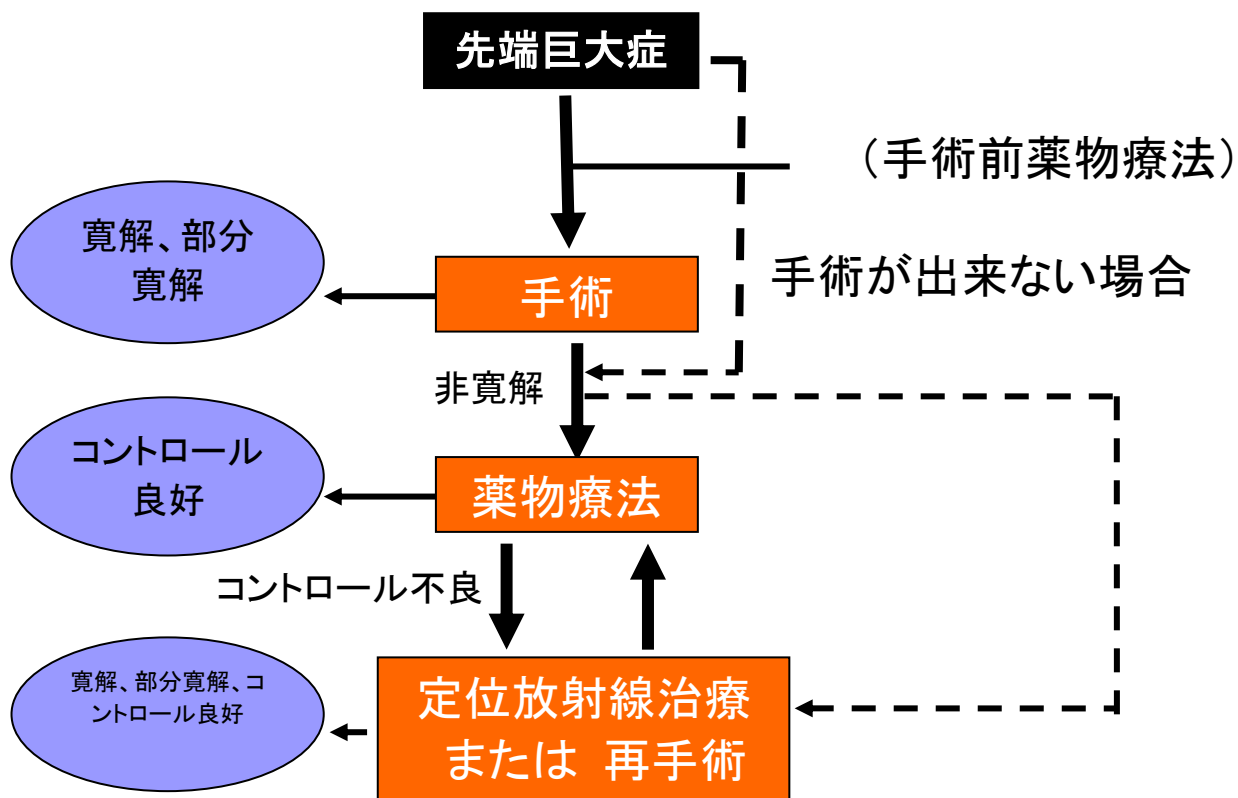 先端巨大症
（手術前薬物療法）
寛解、部分
寛解
手術
手術が出来ない場合
非寛解
コントロール
良好
薬物療法
コントロール不良
寛解、部分寛解、コ
ントロール良好
定位放射線治療
または 再手術